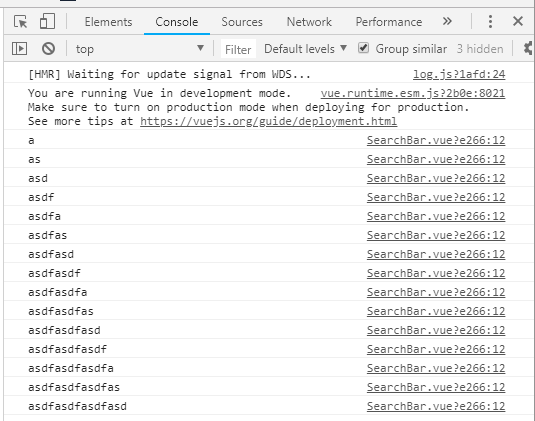 Elements Console Sources Network Performance »
top Filter Default levels Group similar 3 hidden
[HMR] Waiting for update signal from WDS... log.js?1afd:24
You are running Vue in development mode. vue.runtime.esm.js?2b0e:8021
Make sure to turn on production mode when deploying for production.
See more tips at https://vuejs.org/guide/deployment.html
a SearchBar.vue?e266:12
as SearchBar.vue?e266:12
asd SearchBar.vue?e266:12
asdf SearchBar.vue?e266:12
asdfa SearchBar.vue?e266:12
asdfas SearchBar.vue?e266:12
asdfasd SearchBar.vue?e266:12
asdfasdf SearchBar.vue?e266:12
asdfasdfa SearchBar.vue?e266:12
asdfasdfas SearchBar.vue?e266:12
asdfasdfasd SearchBar.vue?e266:12
asdfasdfasdf SearchBar.vue?e266:12
asdfasdfasdfa SearchBar.vue?e266:12
asdfasdfasdfas SearchBar.vue?e266:12
asdfasdfasdfasd SearchBar.vue?e266:12